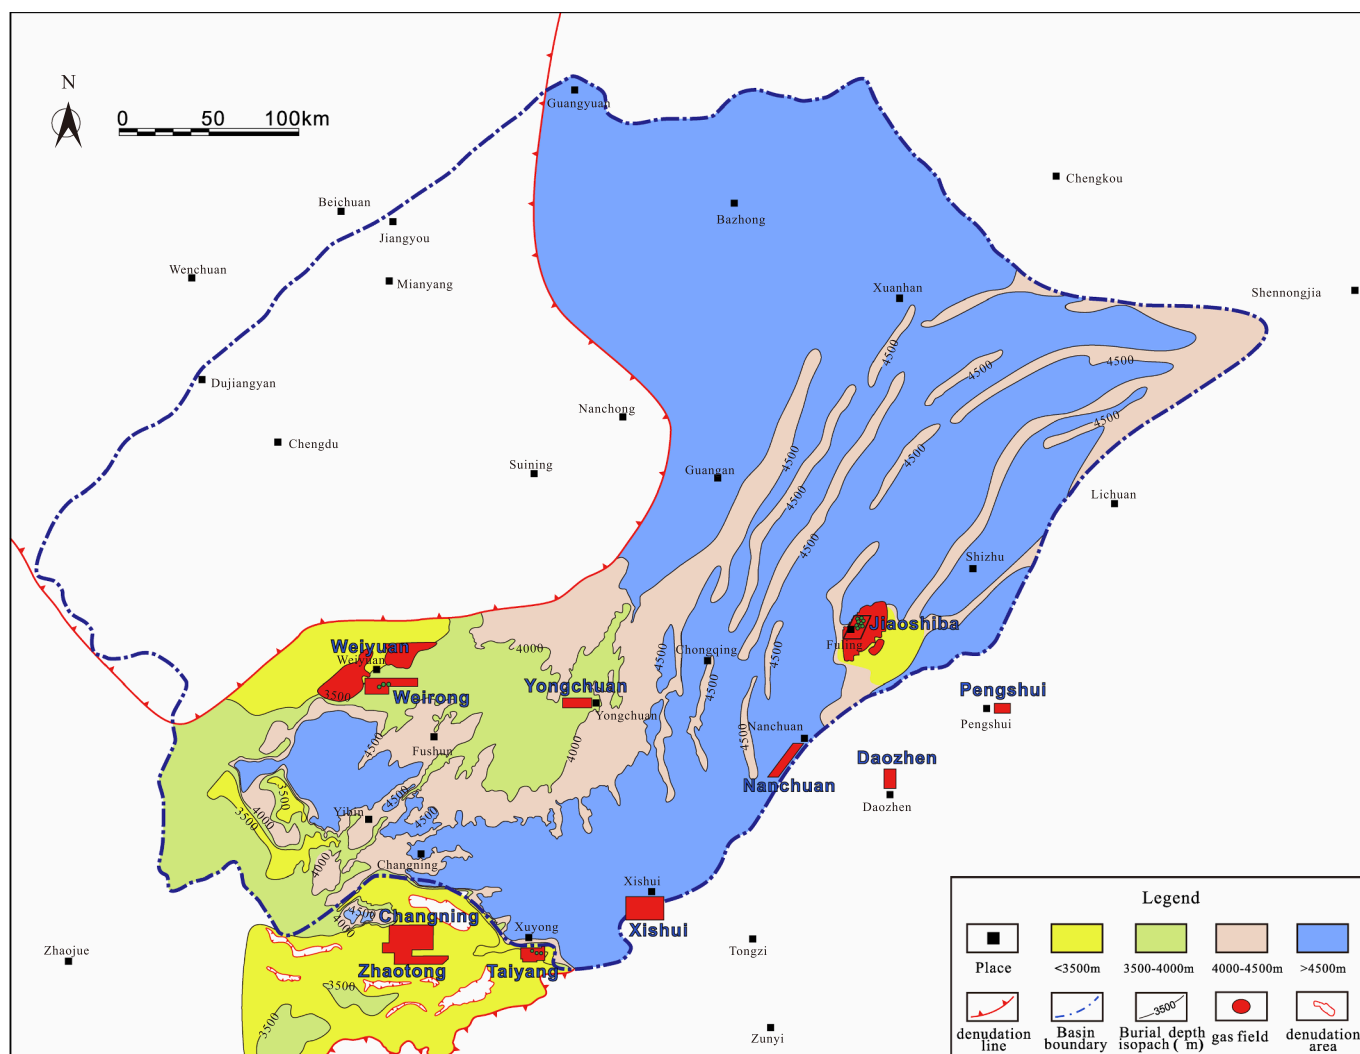 N
0 50 100km
Guangyuan
Chengkou
Beichuan
Bazhong
Jiangyou
Wenchuan
Mianyang
Xuanhan
Shennongjia
4500
4500
4500
Dujiangyan
Nanchong
4500
Chengdu
4500
4500
Suining
Guangan
4500
Lichuan
4500
Shizhu
Jiaoshiba
Fuling
Weiyuan
4000
Chongqing
4500
Weiyuan
4500
Yongchuan
Pengshui
3500
Weirong
4500
Yongchuan
Pengshui
Nanchuan
4500
4500
Fushun
4000
Daozhen
Nanchuan
3500
4500
Daozhen
4000
3500
Yibin
4500
4000
Changning
Xishui
4500
Changning
4000
Xishui
Xuyong
Tongzi
Zhaojue
Zhaotong
Taiyang
3500
3500
Zunyi
Legend
Place
<3500m
3500-4000m
4000-4500m
>4500m
3500
denudation
line
Basin
boundary
Burial depth
isopach ( m)
gas field
denudation
area